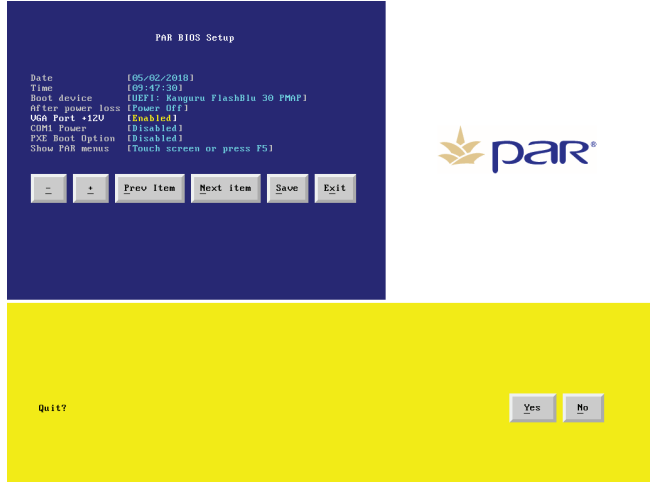 PAR BIOS Setup
Date [05/02/2018]
Time [09:47:30]
Boot device [UEFI: Kanguru FlashBlu 30 PMAP]
After power loss [Power Off]
VGA Port +12V [Enabled]
COM1 Power [Disabled]
PXE Boot Option [Disabled]
Show PAR menus [Touch screen or press F5]
- + Prev Item Next item Save Exit
par®
Quit? Yes No